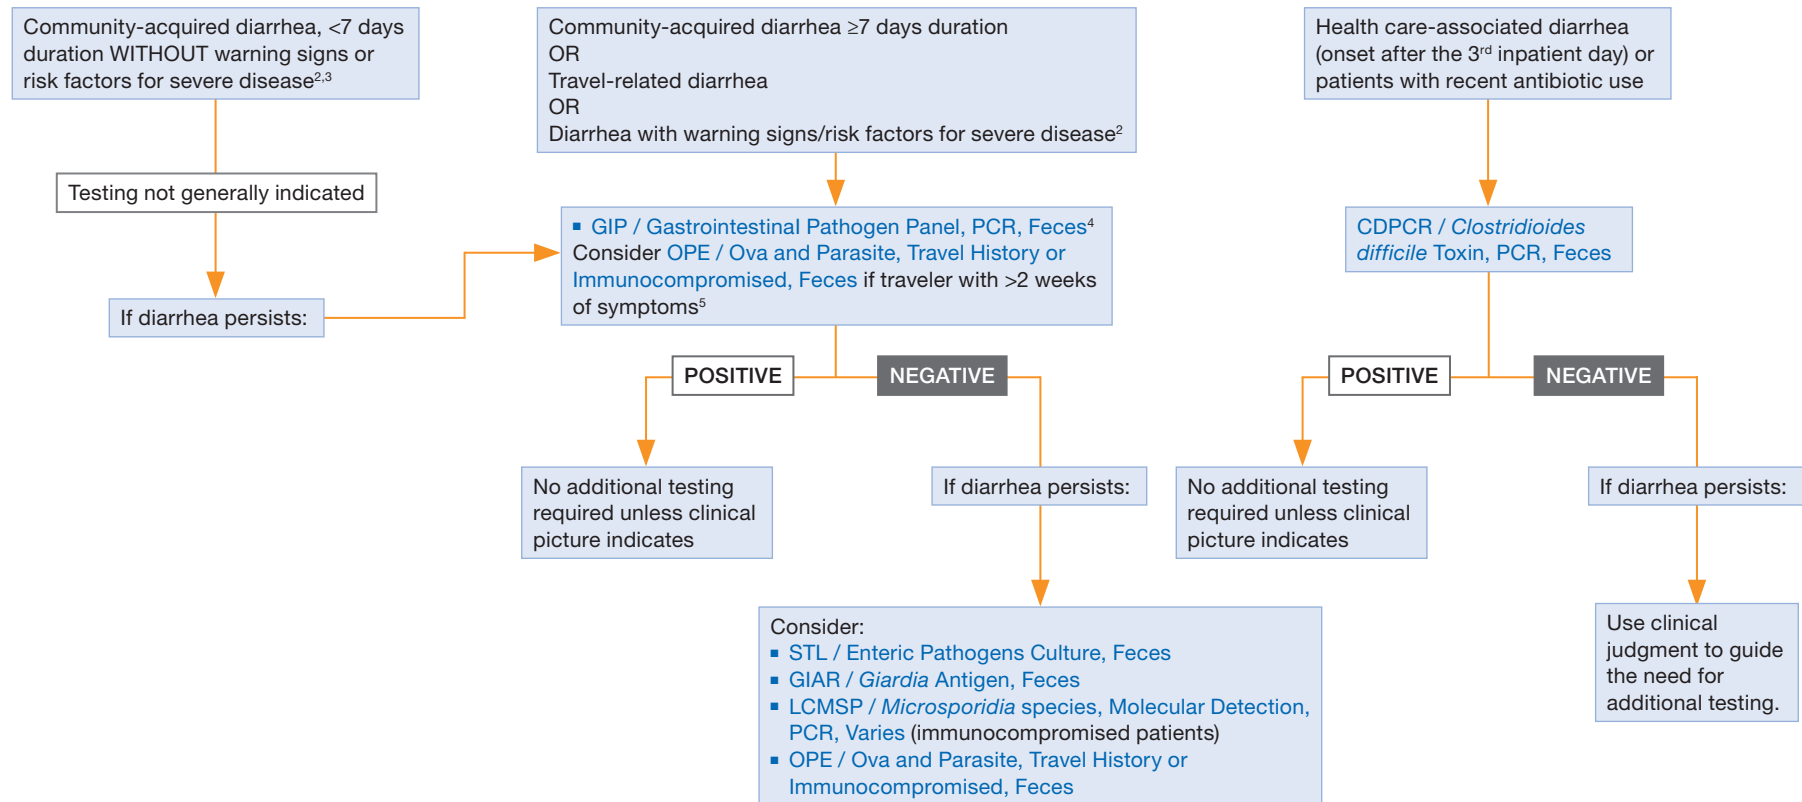 Community-acquired diarrhea, <7 days
duration WITHOUT warning signs or
risk factors for severe disease2,3
Community-acquired diarrhea ≥7 days duration
OR
Travel-related diarrhea
OR
Diarrhea with warning signs/risk factors for severe disease2
Health care-associated diarrhea
(onset after the 3rd inpatient day) or
patients with recent antibiotic use
Testing not generally indicated
If diarrhea persists:
▪ GIP / Gastrointestinal Pathogen Panel, PCR, Feces4
Consider OPE / Ova and Parasite, Travel History or
Immunocompromised, Feces if traveler with >2 weeks
of symptoms5
CDPCR / Clostridioides
difficile Toxin, PCR, Feces
POSITIVE
NEGATIVE
POSITIVE
NEGATIVE
No additional testing
required unless clinical
picture indicates
If diarrhea persists:
No additional testing
required unless clinical
picture indicates
If diarrhea persists:
Consider:
▪ STL / Enteric Pathogens Culture, Feces
▪ GIAR / Giardia Antigen, Feces
▪ LCMSP / Microsporidia species, Molecular Detection,
PCR, Varies (immunocompromised patients)
▪ OPE / Ova and Parasite, Travel History or
Immunocompromised, Feces
Use clinical
judgment to guide
the need for
additional testing.